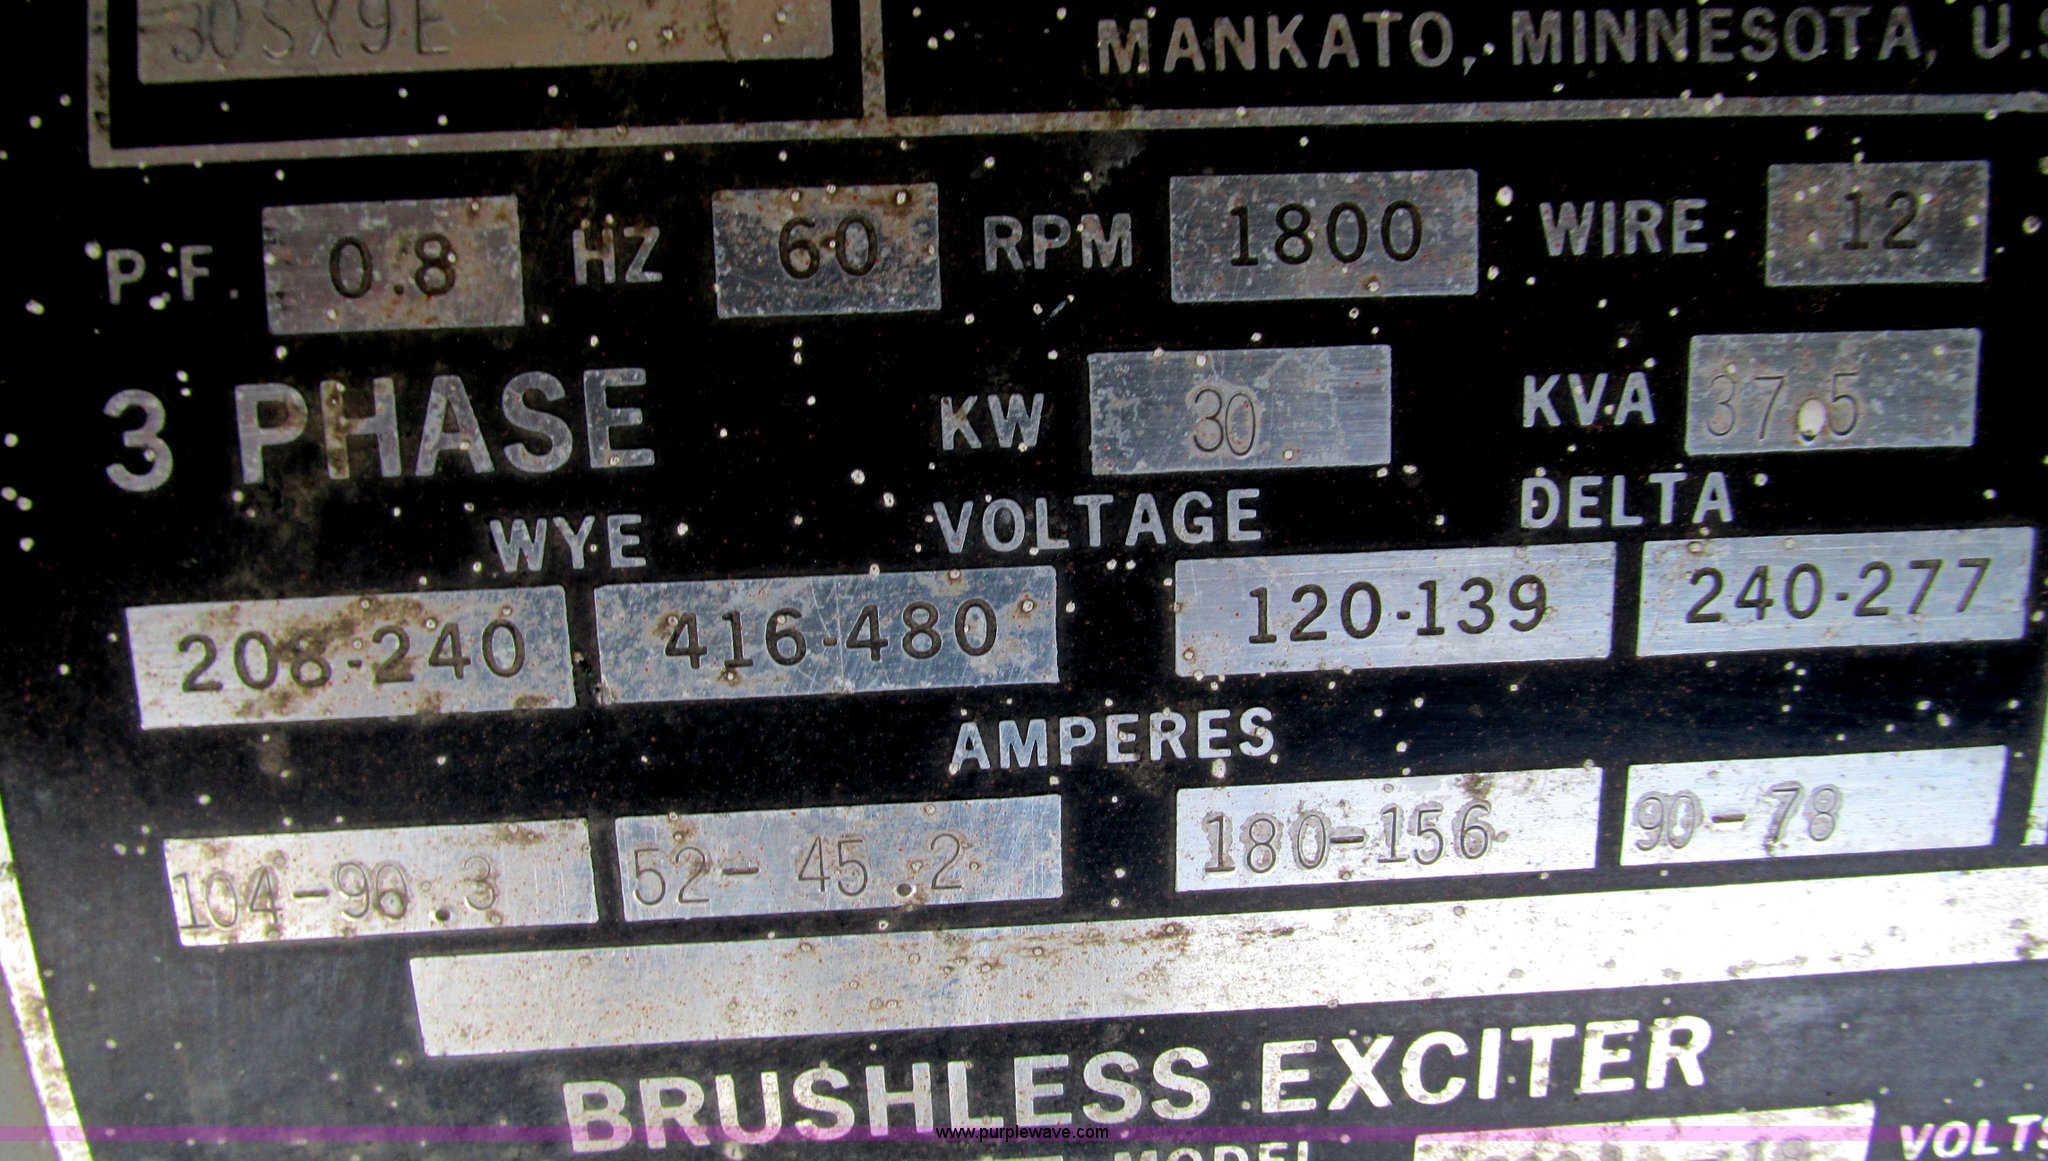 30SX9E
MANKATO, MINNESOTA, U.S
P.F. 0.8 HZ 60 RPM 1800 WIRE 12
3 PHASE KW 30 KVA 37.5
WYE VOLTAGE DELTA
208-240 416-480 120-139 240-277
AMPERES
104-90.3 52-45.2 180-156 90-78
BRUSHLESS EXCITER
www.purplewave.com
MODEL VOLTS